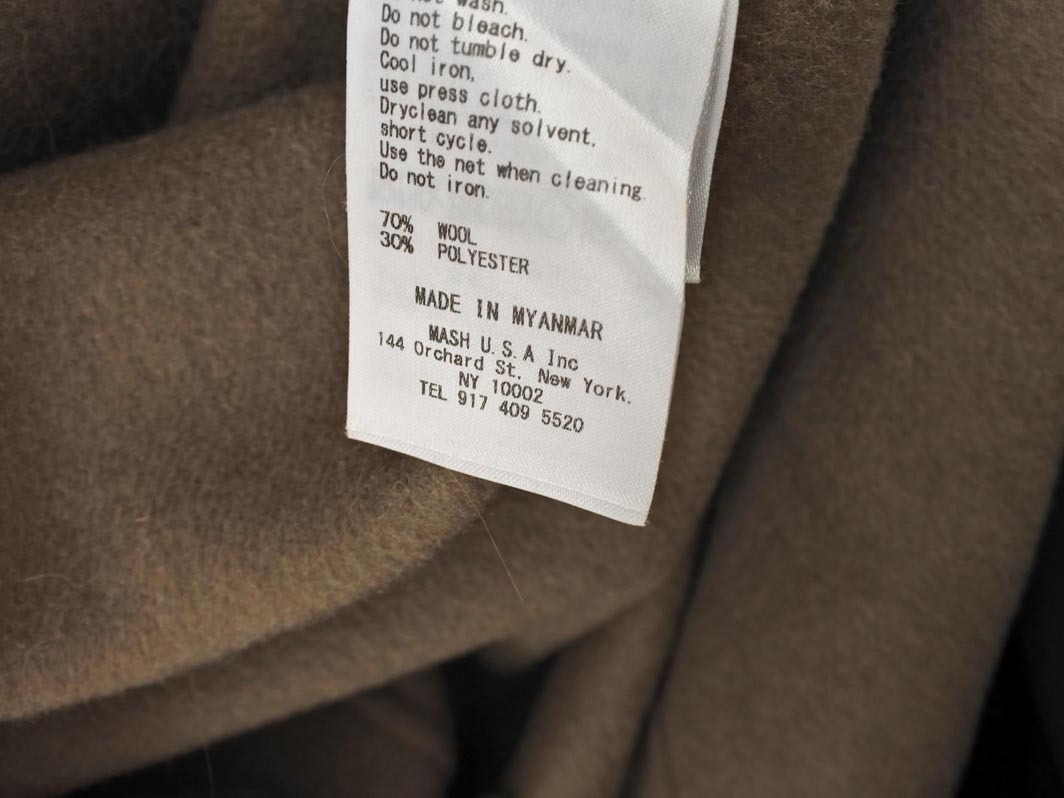 wash.
Do not bleach.
Do not tumble dry.
Cool iron,
use press cloth.
Dryclean any solvent,
short cycle.
Use the net when cleaning.
Do not iron.
70% WOOL
30% POLYESTER
MADE IN MYANMAR
MASH U.S.A Inc
144 Orchard St. New York.
NY 10002
TEL 917 409 5520